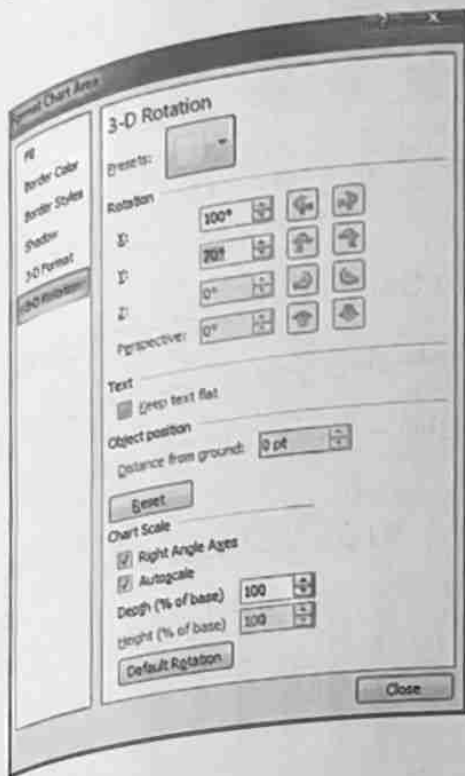 Format Chart Area
? X
Fill
Border Color
Border Styles
Shadow
3-D Format
3-D Rotation
3-D Rotation
Presets:
Rotation
X: 100°
Y: 70°
Z: 0°
Perspective: 0°
Text
Keep text flat
Object position
Distance from ground: 0 pt
Reset
Chart Scale
Right Angle Axes
Autoscale
Depth (% of base) 100
Height (% of base) 100
Default Rotation
Close